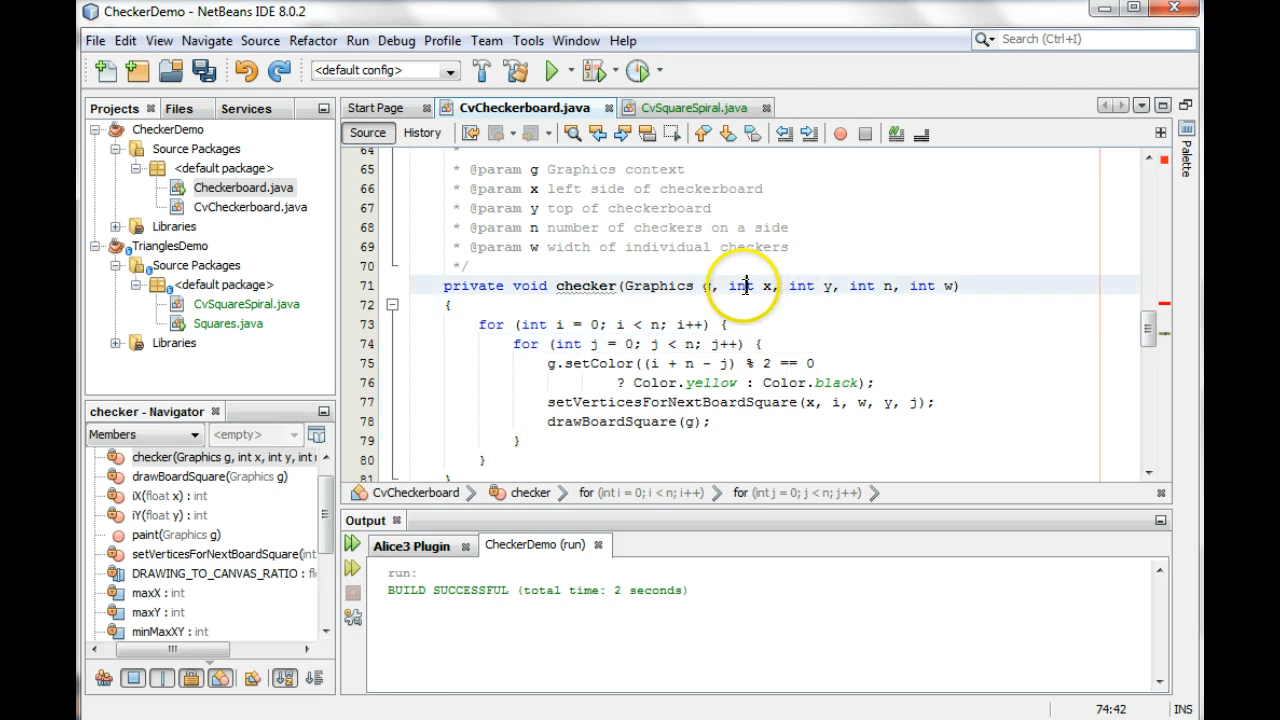 CheckerDemo - NetBeans IDE 8.0.2
File Edit View Navigate Source Refactor Run Debug Profile Team Tools Window Help
Search (Ctrl+I)
<default config>
Projects Files Services
Start Page CvCheckerboard.java CvSquareSpiral.java
Source History
Palette
CheckerDemo
Source Packages
<default package>
Checkerboard.java
CvCheckerboard.java
Libraries
TrianglesDemo
Source Packages
<default package>
CvSquareSpiral.java
Squares.java
Libraries
64 *
65 * @param g Graphics context
66 * @param x left side of checkerboard
67 * @param y top of checkerboard
68 * @param n number of checkers on a side
69 * @param w width of individual checkers
70 */
71 private void checker(Graphics g, int x, int y, int n, int w)
72 {
73 for (int i = 0; i < n; i++) {
74 for (int j = 0; j < n; j++) {
75 g.setColor((i + n - j) % 2 == 0
76 ? Color.yellow : Color.black);
77 setVerticesForNextBoardSquare(x, i, w, y, j);
78 drawBoardSquare(g);
79 }
80 }
81 }
CvCheckerboard checker for (int i = 0; i < n; i++) for (int j = 0; j < n; j++)
checker - Navigator
Members <empty>
checker(Graphics g, int x, int y, int n
drawBoardSquare(Graphics g)
iX(float x) : int
iY(float y) : int
paint(Graphics g)
setVerticesForNextBoardSquare(int
DRAWING_TO_CANVAS_RATIO : fl
maxX : int
maxY : int
minMaxXY : int
Output
Alice3 Plugin CheckerDemo (run)
run:
BUILD SUCCESSFUL (total time: 2 seconds)
74:42 INS